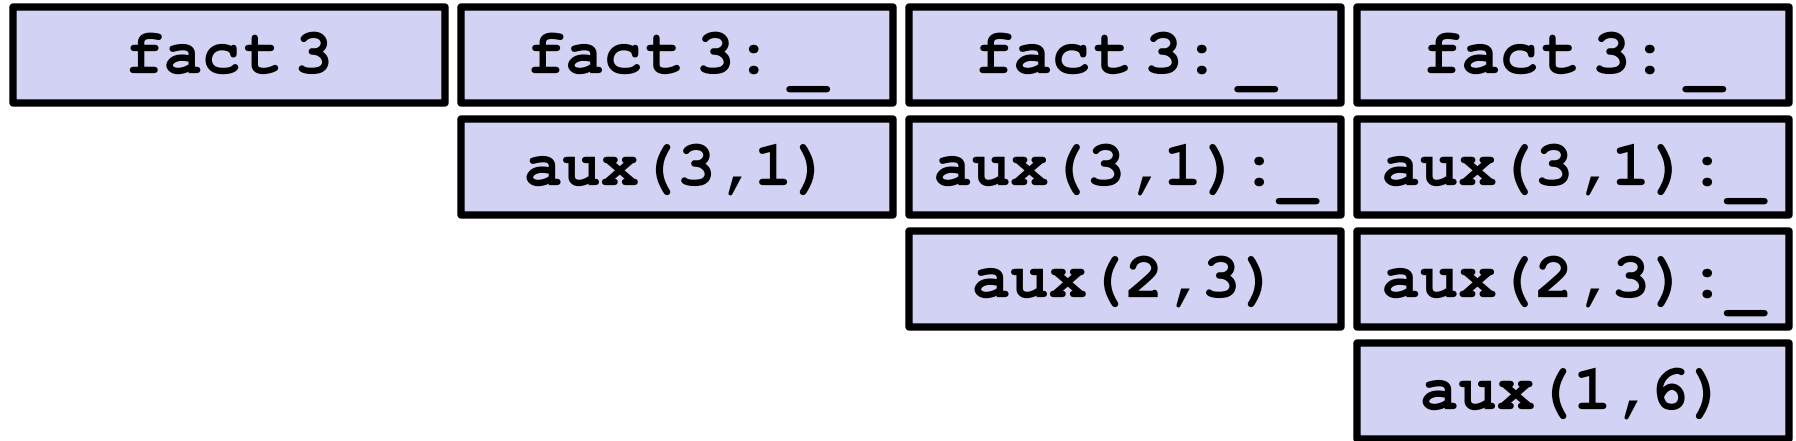 fact 3 fact 3:_ fact 3:_ fact 3:_
aux(3,1) aux(3,1):_ aux(3,1):_
aux(2,3) aux(2,3):_
aux(1,6)